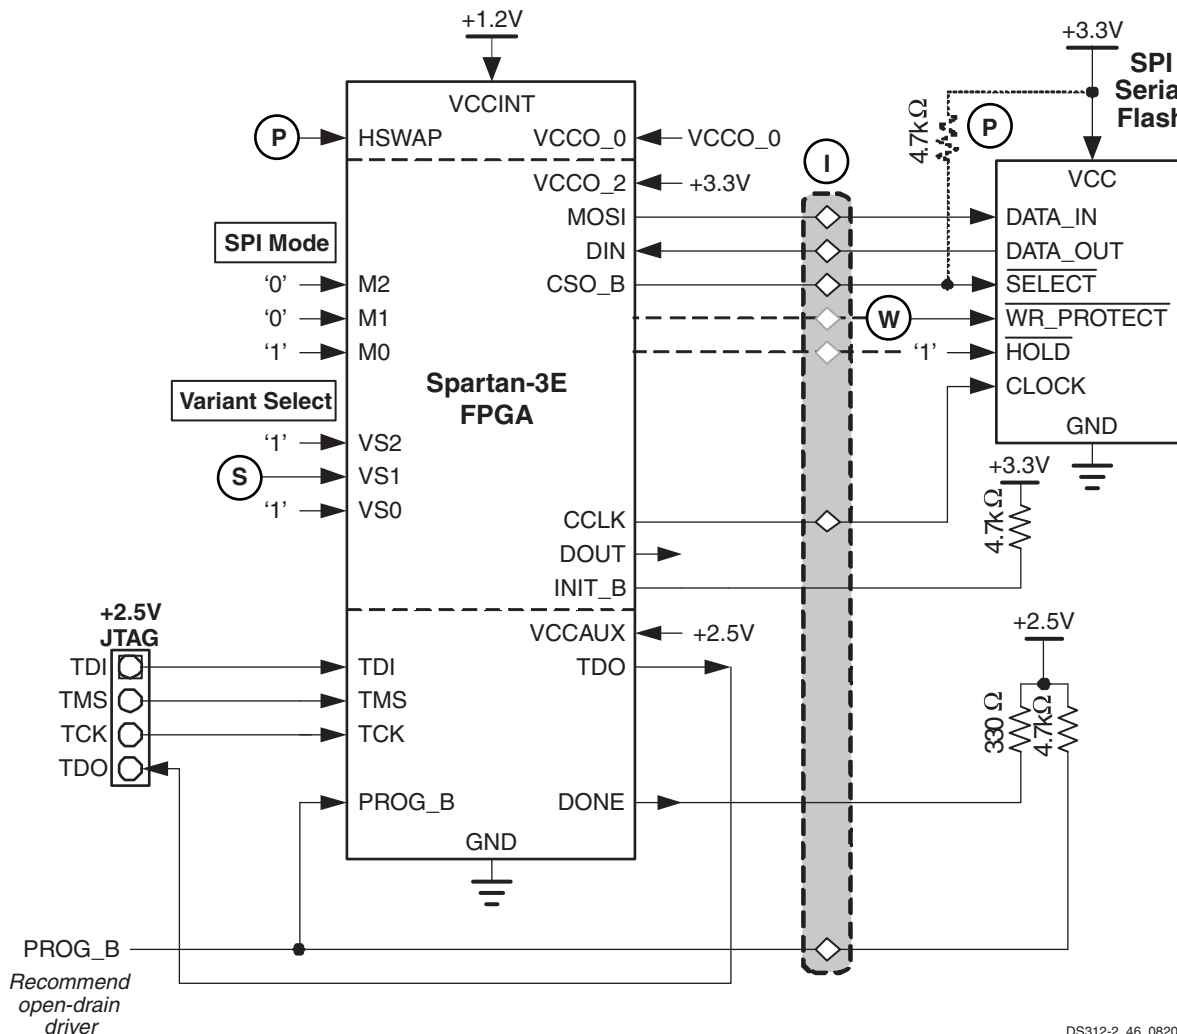 +1.2V
+3.3V
SPI
Seria
Flash
P
4.7kΩ
VCCINT
P
HSWAP
VCCO_0
VCCO_0
I
VCC
VCCO_2
+3.3V
MOSI
DATA_IN
SPI Mode
DIN
DATA_OUT
'0'
M2
CSO_B
SELECT
'0'
M1
W
WR_PROTECT
'1'
M0
'1'
HOLD
Spartan-3E
FPGA
CLOCK
Variant Select
GND
'1'
VS2
+3.3V
S
VS1
'1'
VS0
4.7kΩ
CCLK
DOUT
INIT_B
+2.5V
JTAG
VCCAUX
+2.5V
+2.5V
TDI
TDI
TDO
TMS
TMS
330 Ω
4.7kΩ
TCK
TCK
TDO
PROG_B
DONE
GND
PROG_B
Recommend
open-drain
driver
DS312-2_46_0820